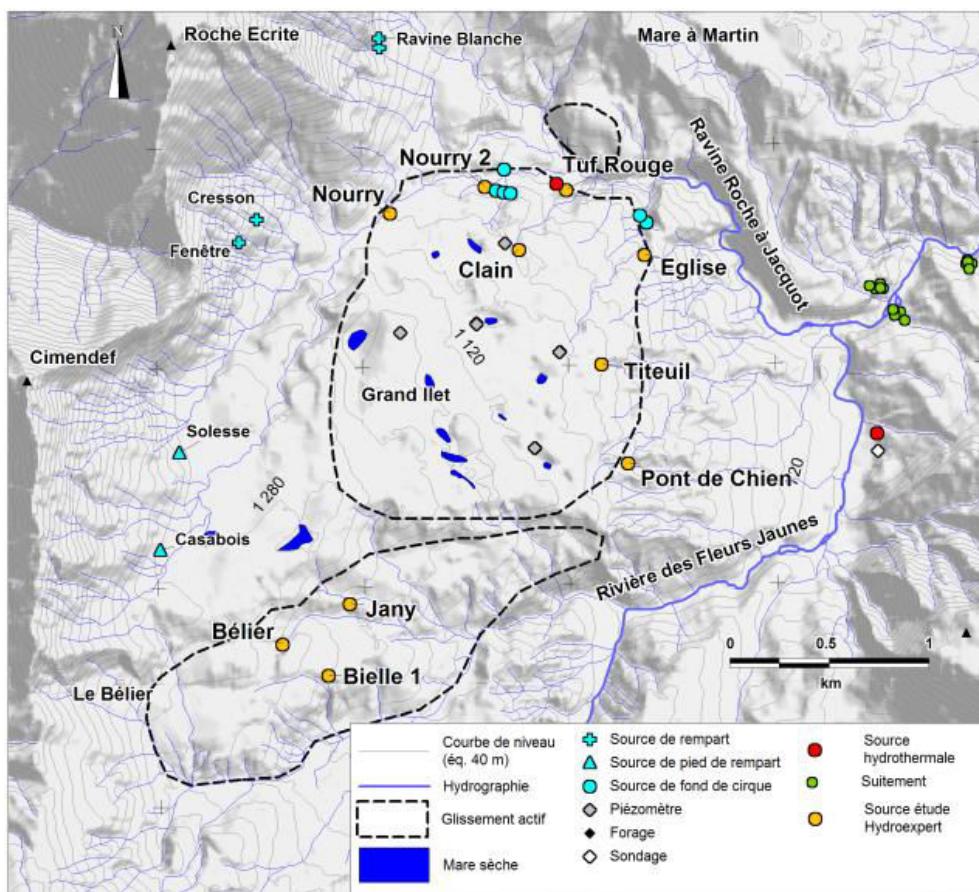 N
Roche Ecrite
Ravine Blanche
Mare à Martin
Ravine Roche à Jacquot
Nourry 2
Tuf Rouge
Nourry
Cresson
Fenêtre
Clain
Eglise
Cimendef
1 120
Titeuil
Grand Ilet
Solesse
Pont de Chien
720
1 280
Casabois
Rivière des Fleurs Jaunes
Jany
Bélier
Bielle 1
Le Bélier
0 0.5 1
km
Courbe de niveau
(éq. 40 m)
Hydrographie
Glissement actif
Mare sèche
Source de rempart
Source de pied de rempart
Source de fond de cirque
Piézomètre
Forage
Sondage
Source
hydrothermale
Suitement
Source étude
Hydroexpert